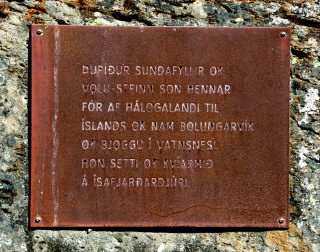 ÞURÍÐUR SUNDAFYLLIR OK
VÖLU-STEINN SON HENNAR
FÓR AF HÁLOGALANDI TIL
ÍSLANDS OK NAM BOLUNGARVÍK
OK BJOGGU Í VATNSNESI.
HON SETTI OK KVÍARMIÐ
Á ÍSAFJARÐARDJÚPI.